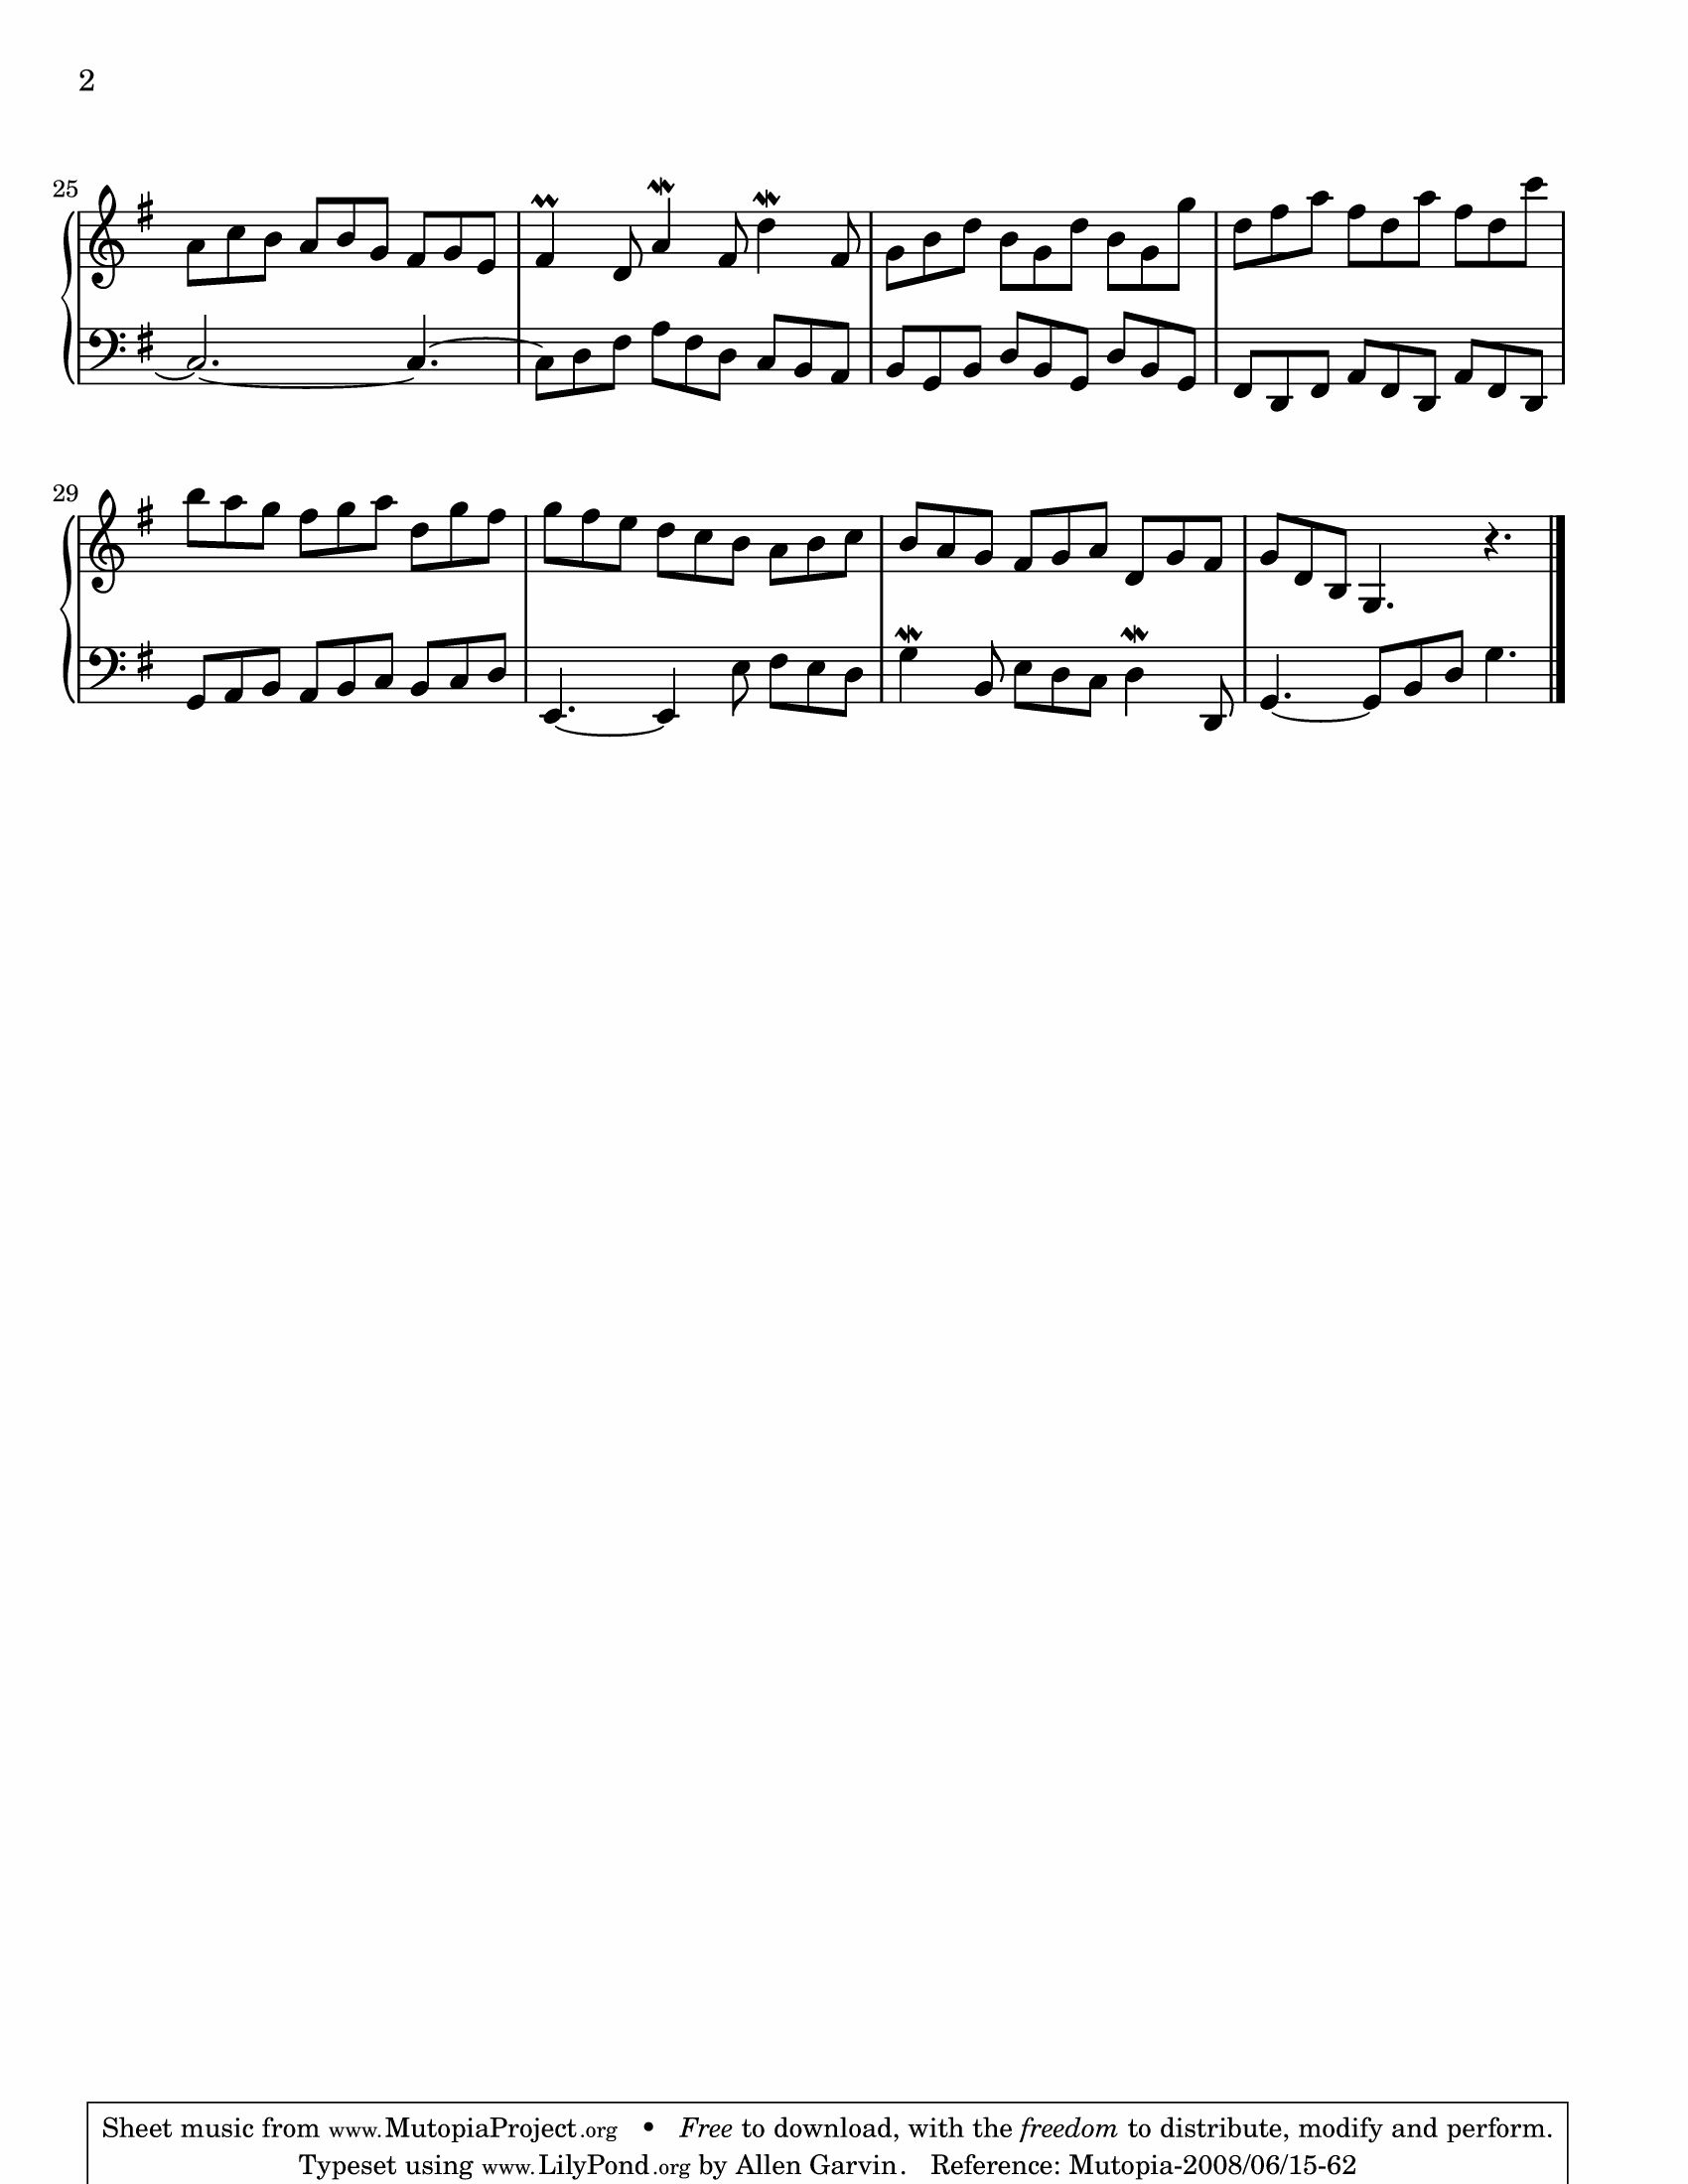 2
25
29
Sheet music from www.MutopiaProject.org • Free to download, with the freedom to distribute, modify and perform.
Typeset using www.LilyPond.org by Allen Garvin. Reference: Mutopia-2008/06/15-62